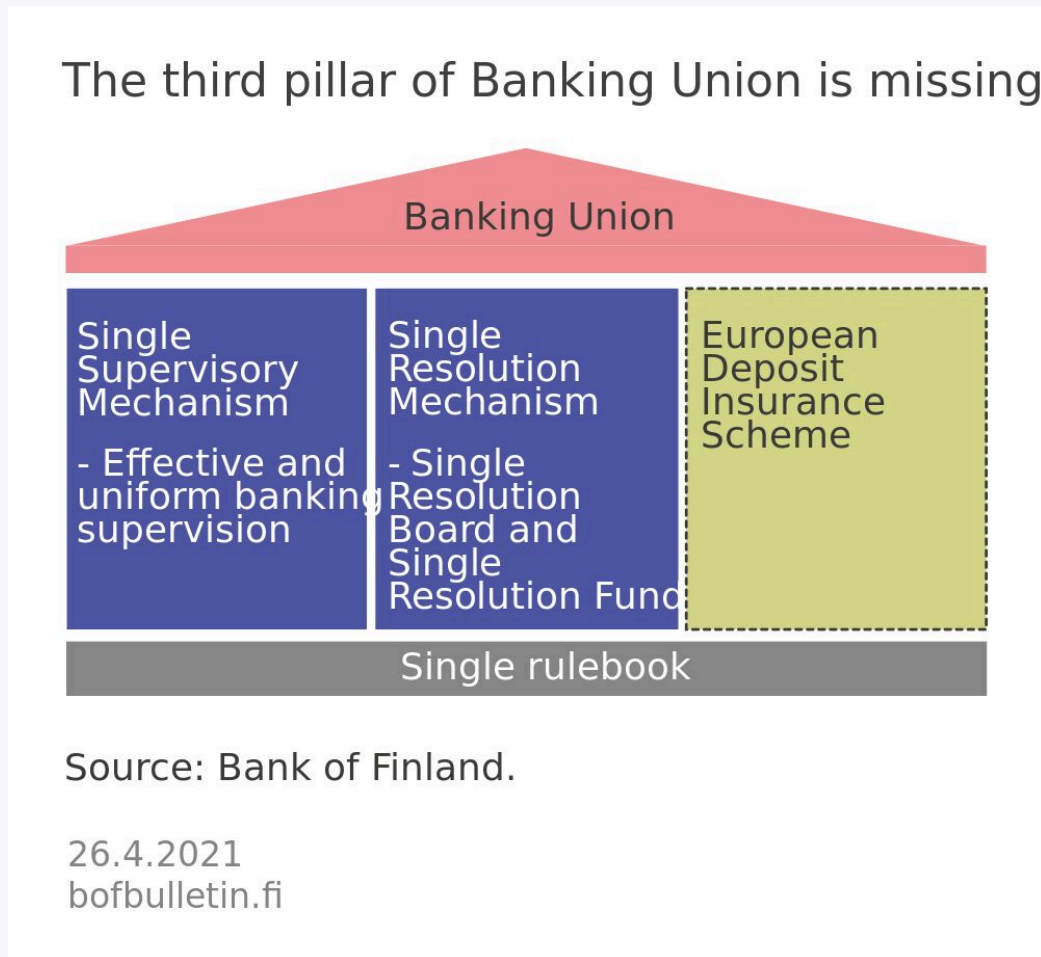 The third pillar of Banking Union is missing
Banking Union
Single
Supervisory
Mechanism
- Effective and
uniform banking
supervision
Single
Resolution
Mechanism
- Single
Resolution
Board and
Single
Resolution Fund
European
Deposit
Insurance
Scheme
Single rulebook
Source: Bank of Finland.
26.4.2021
bofbulletin.fi